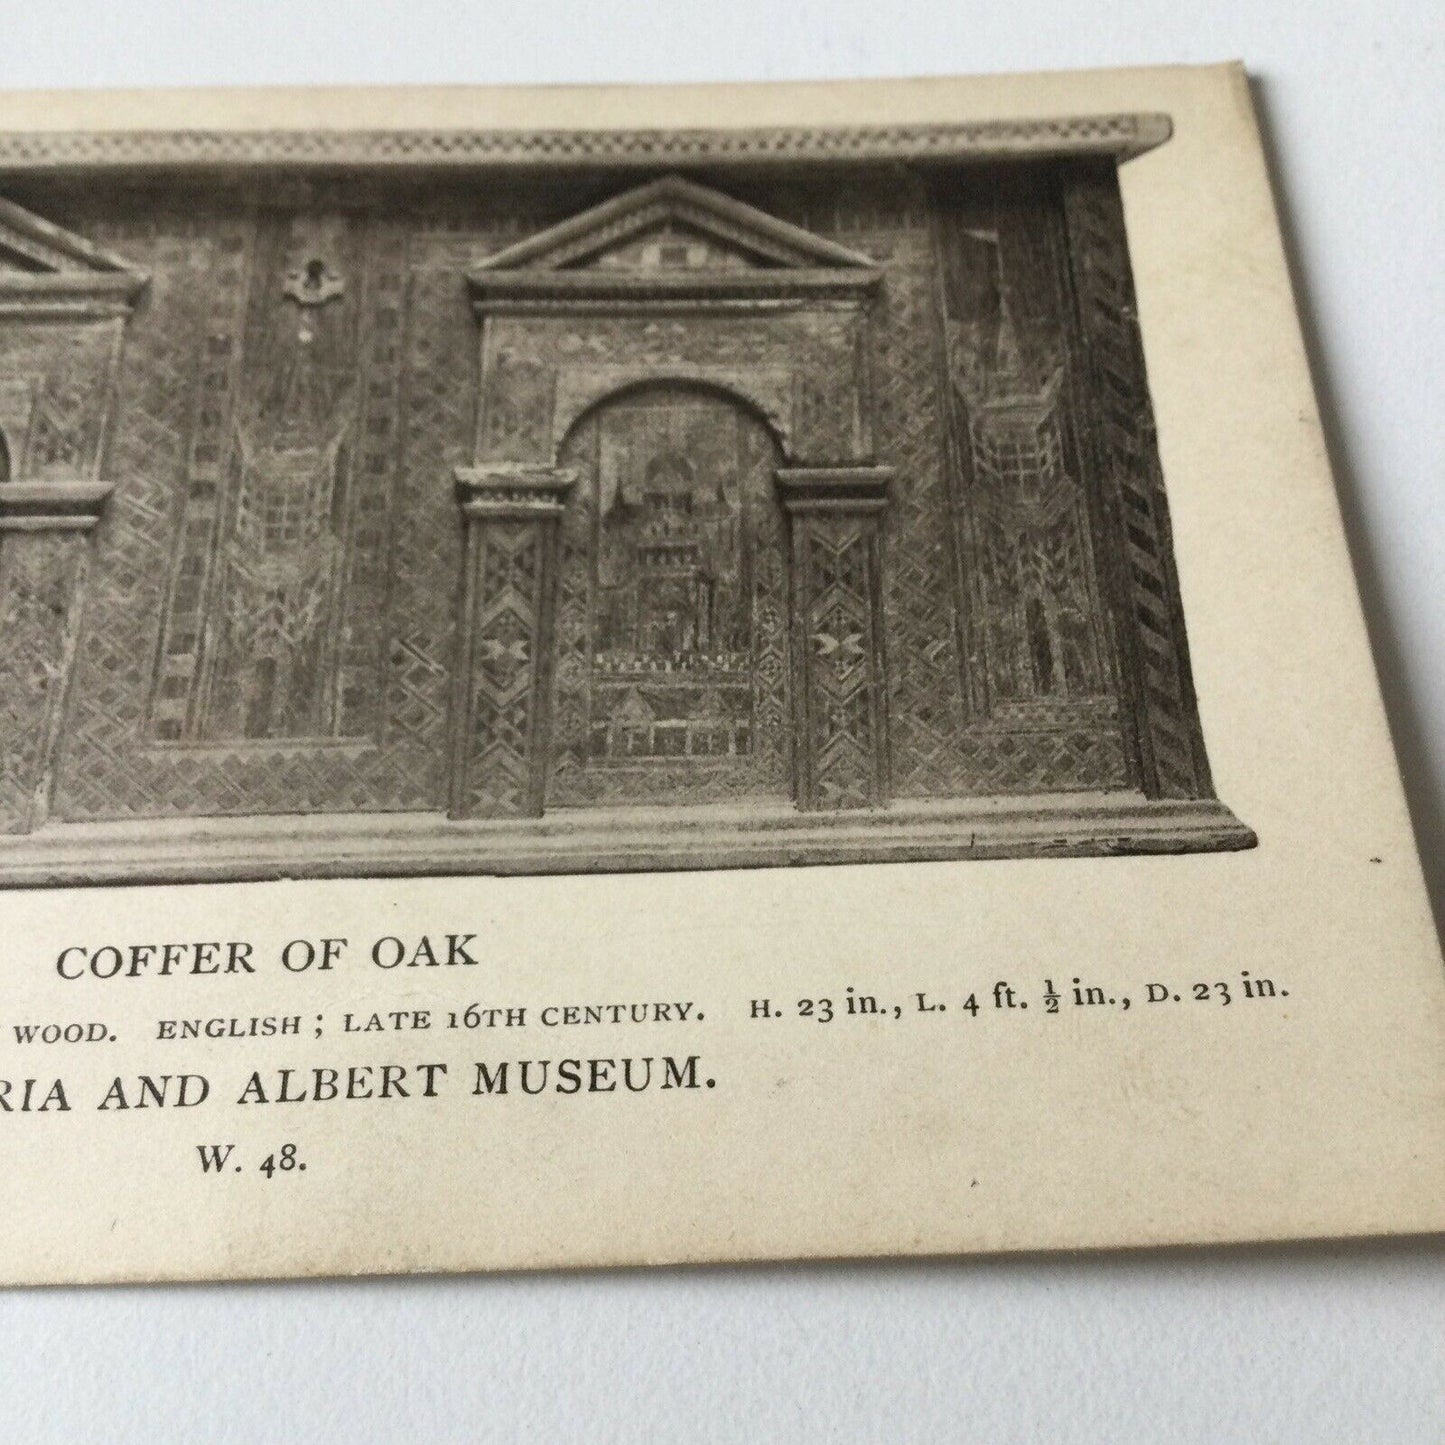 COFFER OF OAK
WOOD. ENGLISH; LATE 16TH CENTURY. H. 23 in., L. 4 ft. ½ in., D. 23 in.
RIA AND ALBERT MUSEUM.
W. 48.